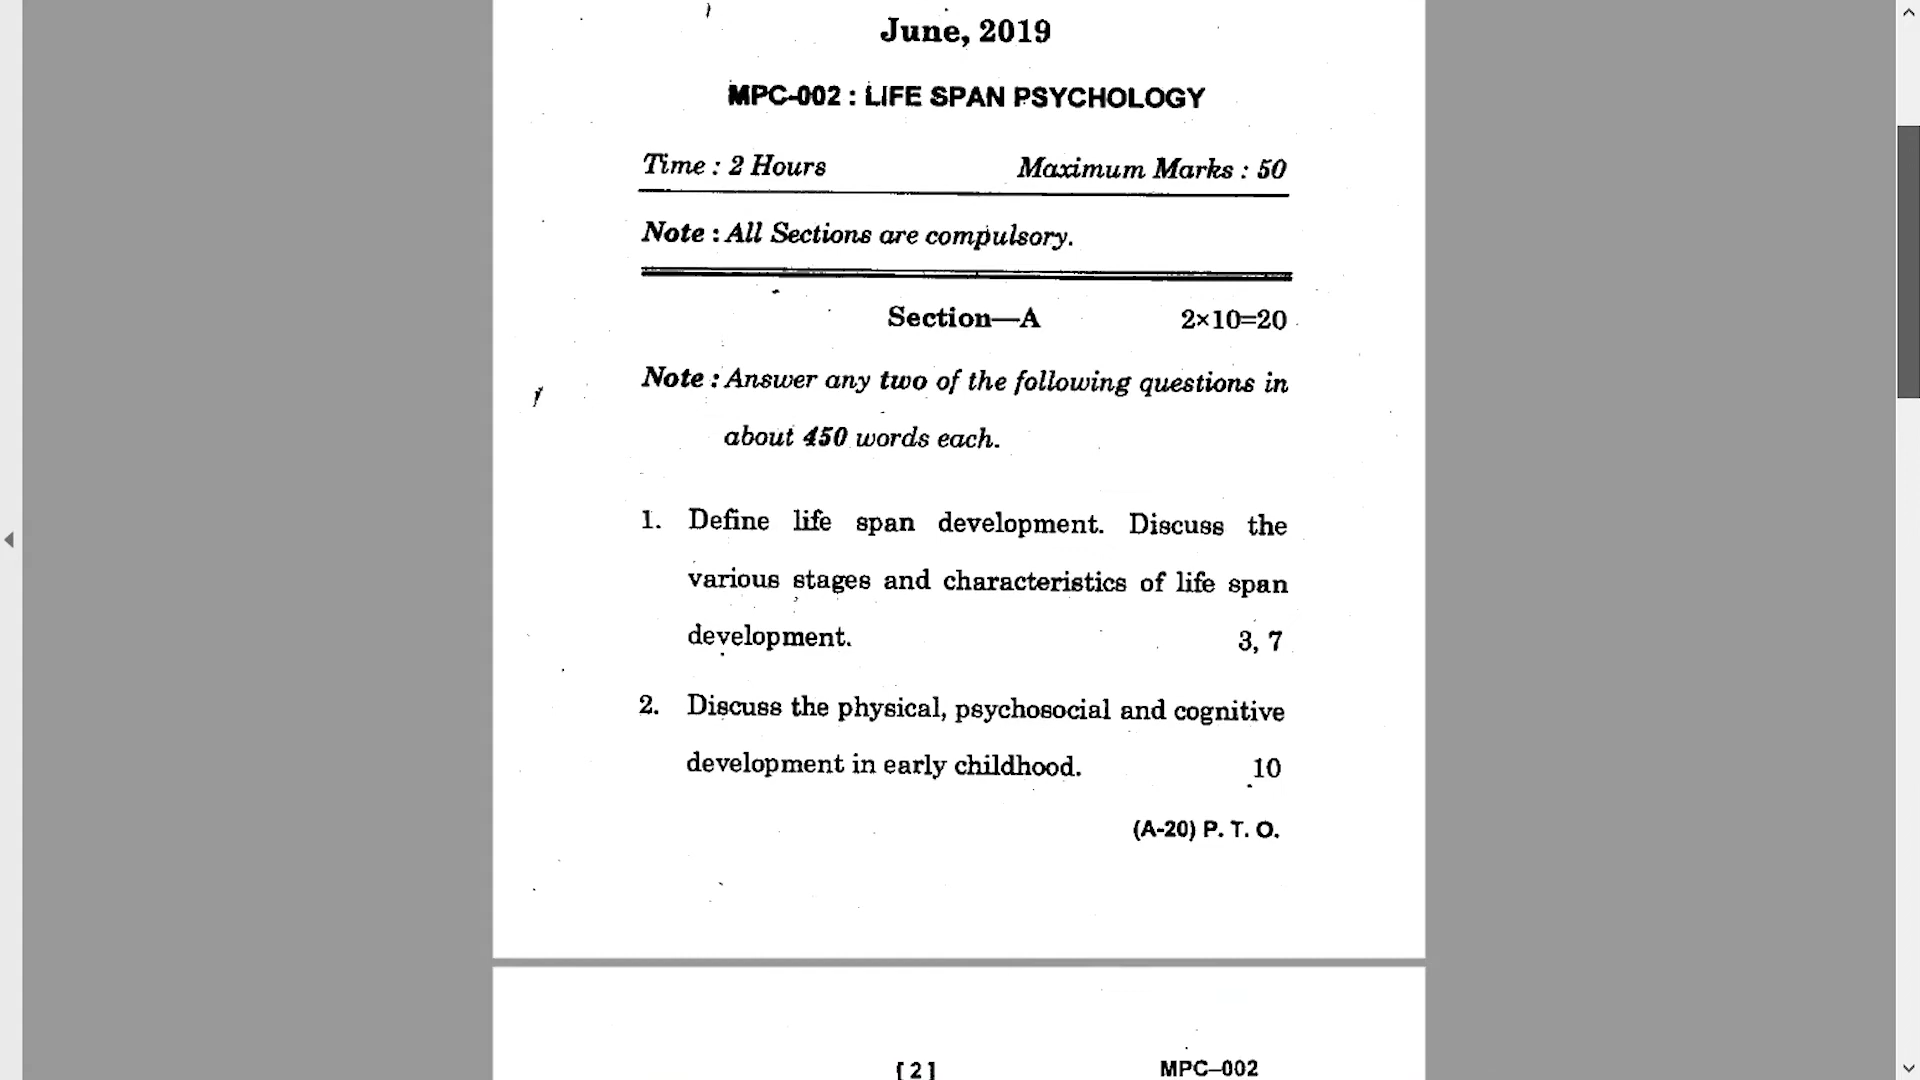 June, 2019
MPC-002 : LIFE SPAN PSYCHOLOGY
Time : 2 Hours Maximum Marks : 50
Note : All Sections are compulsory.
Section—A 2×10=20
Note : Answer any two of the following questions in
about 450 words each.
1. Define life span development. Discuss the
various stages and characteristics of life span
development. 3, 7
2. Discuss the physical, psychosocial and cognitive
development in early childhood. 10
(A-20) P. T. O.
[ 2 ] MPC–002